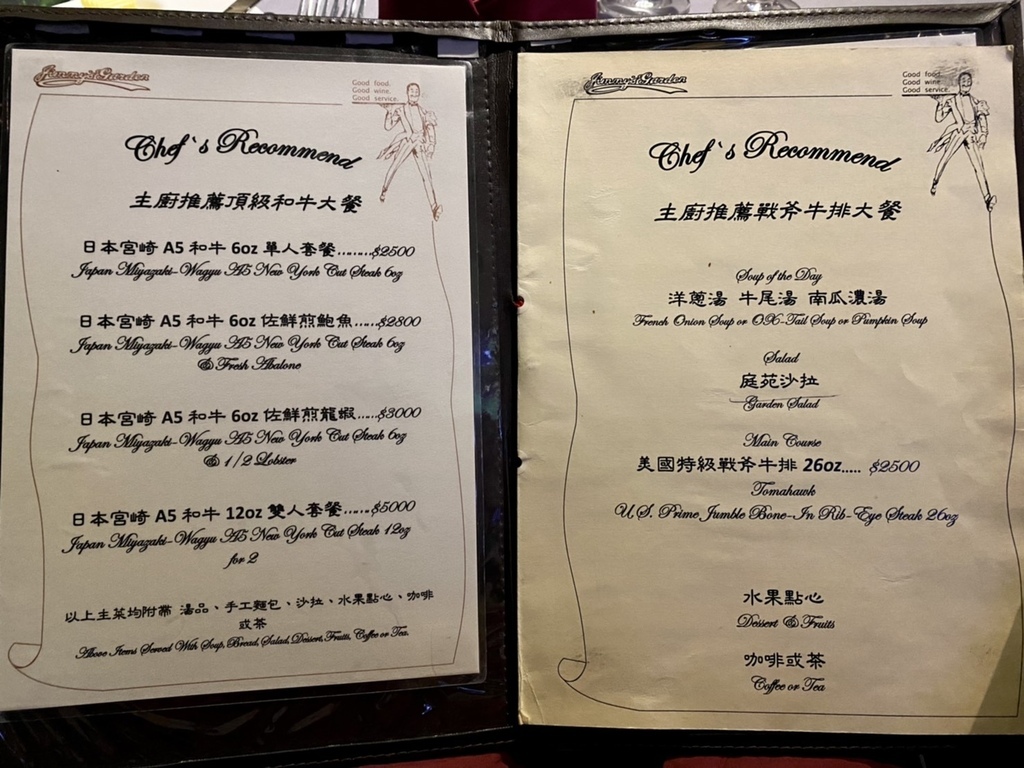 Jimmy's Garden
Good food.
Good wine.
Good service.
Chef`s Recommend
主廚推薦頂級和牛大餐
日本宮崎 A5 和牛 6oz 單人套餐.........$2500
Japan Miyazaki-Wagyu A5 New York Cut Steak 6oz
日本宮崎 A5 和牛 6oz 佐鮮煎鮑魚......$2800
Japan Miyazaki-Wagyu A5 New York Cut Steak 6oz
& Fresh Abalone
日本宮崎 A5 和牛 6oz 佐鮮煎龍蝦......$3000
Japan Miyazaki-Wagyu A5 New York Cut Steak 6oz
& 1/2 Lobster
日本宮崎 A5 和牛 12oz 雙人套餐.......$5000
Japan Miyazaki-Wagyu A5 New York Cut Steak 12oz
for 2
以上主菜均附帶 湯品、手工麵包、沙拉、水果點心、咖啡
或茶
Above Items Served With Soup, Bread, Salad, Dessert, Fruits, Coffee or Tea.
Jimmy's Garden
Good food.
Good wine.
Good service.
Chef`s Recommend
主廚推薦戰斧牛排大餐
Soup of the Day
洋蔥湯 牛尾湯 南瓜濃湯
French Onion Soup or OX-Tail Soup or Pumpkin Soup
Salad
庭苑沙拉
Garden Salad
Main Course
美國特級戰斧牛排 26oz..... $2500
Tomahawk
U.S. Prime Jumble Bone-In Rib-Eye Steak 26oz
水果點心
Dessert & Fruits
咖啡或茶
Coffee or Tea